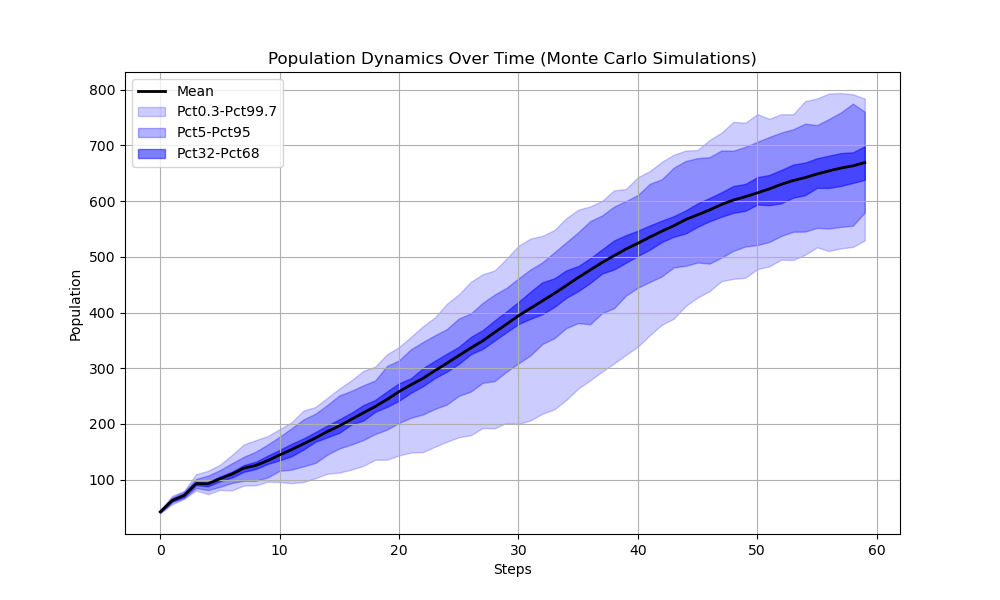 Population Dynamics Over Time (Monte Carlo Simulations)
Mean
Pct0.3-Pct99.7
Pct5-Pct95
Pct32-Pct68
800
700
600
500
400
300
200
100
Population
0 10 20 30 40 50 60
Steps